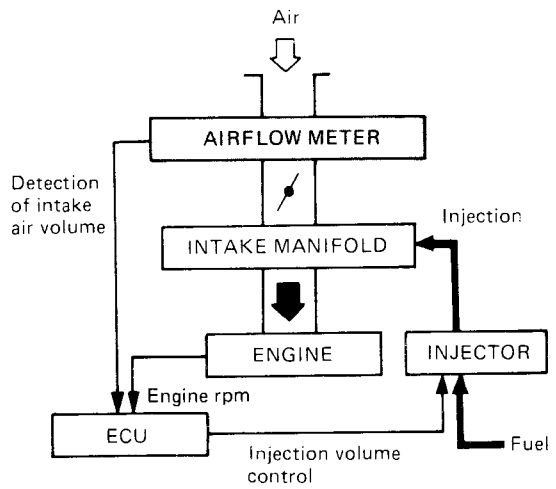 Air
AIRFLOW METER
Detection
of intake
air volume
Injection
INTAKE MANIFOLD
ENGINE
INJECTOR
Engine rpm
ECU
Injection volume
control
Fuel